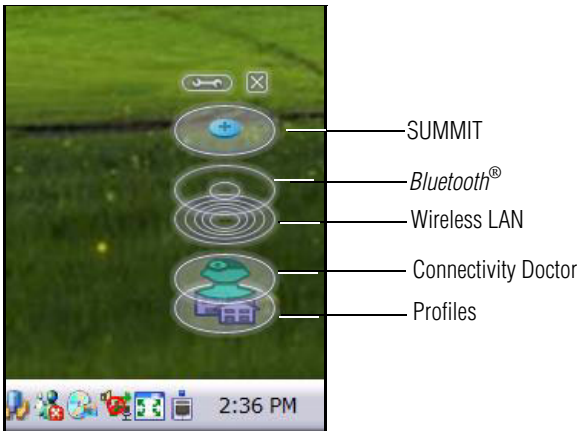 SUMMIT
Bluetooth®
Wireless LAN
Connectivity Doctor
Profiles
2:36 PM